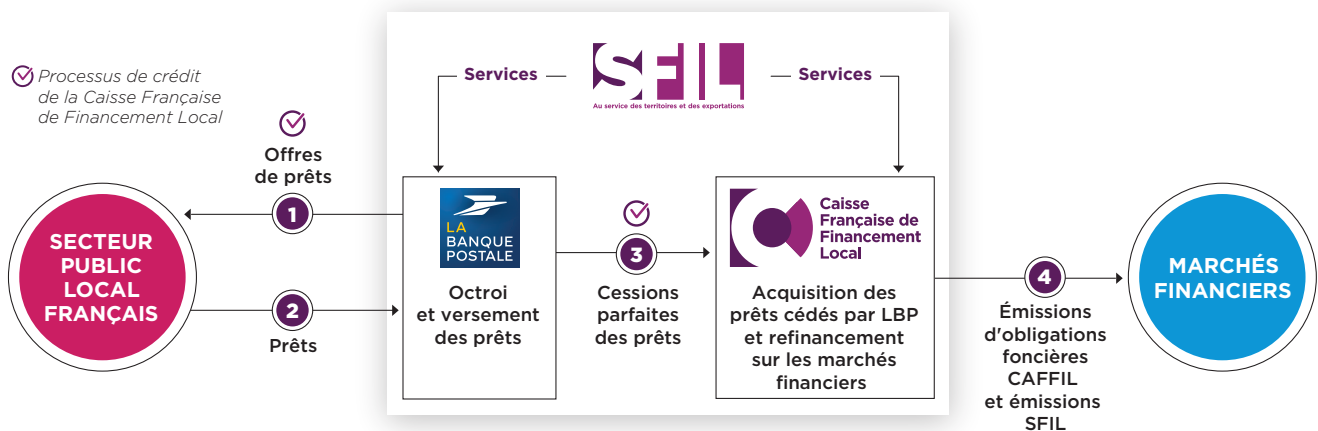 Processus de crédit
de la Caisse Française
de Financement Local
Services
SFIL
Au service des territoires et des exportations
Services
Offres
de prêts
1
SECTEUR
PUBLIC
LOCAL
FRANÇAIS
2
Prêts
LA
BANQUE
POSTALE
Octroi
et versement
des prêts
3
Cessions
parfaites
des prêts
Caisse
Française de
Financement
Local
Acquisition des
prêts cédés par LBP
et refinancement
sur les marchés
financiers
4
Émissions
d'obligations
foncières
CAFFIL
et émissions
SFIL
MARCHÉS
FINANCIERS